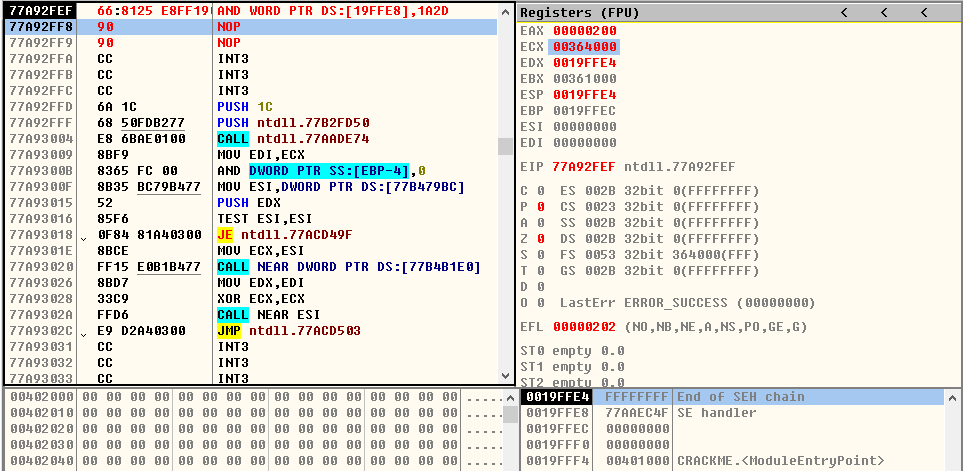 77A92FEF 66:8125 E8FF19 AND WORD PTR DS:[19FFE8],1A2D
77A92FF8 90 NOP
77A92FF9 90 NOP
77A92FFA CC INT3
77A92FFB CC INT3
77A92FFC CC INT3
77A92FFD 6A 1C PUSH 1C
77A92FFF 68 50FDB277 PUSH ntdll.77B2FD50
77A93004 E8 6BAE0100 CALL ntdll.77AADE74
77A93009 8BF9 MOV EDI,ECX
77A9300B 8365 FC 00 AND DWORD PTR SS:[EBP-4],0
77A9300F 8B35 BC79B477 MOV ESI,DWORD PTR DS:[77B479BC]
77A93015 52 PUSH EDX
77A93016 85F6 TEST ESI,ESI
77A93018 0F84 81A40300 JE ntdll.77ACD49F
77A9301E 8BCE MOV ECX,ESI
77A93020 FF15 E0B1B477 CALL NEAR DWORD PTR DS:[77B4B1E0]
77A93026 8BD7 MOV EDX,EDI
77A93028 33C9 XOR ECX,ECX
77A9302A FFD6 CALL NEAR ESI
77A9302C E9 D2A40300 JMP ntdll.77ACD503
77A93031 CC INT3
77A93032 CC INT3
77A93033 CC INT3
Registers (FPU) < < <
EAX 00000200
ECX 00364000
EDX 0019FFE4
EBX 00361000
ESP 0019FFE4
EBP 0019FFEC
ESI 00000000
EDI 00000000
EIP 77A92FEF ntdll.77A92FEF
C 0 ES 002B 32bit 0(FFFFFFFF)
P 0 CS 0023 32bit 0(FFFFFFFF)
A 0 SS 002B 32bit 0(FFFFFFFF)
Z 0 DS 002B 32bit 0(FFFFFFFF)
S 0 FS 0053 32bit 364000(FFF)
T 0 GS 002B 32bit 0(FFFFFFFF)
D 0
O 0 LastErr ERROR_SUCCESS (00000000)
EFL 00000202 (NO,NB,NE,A,NS,PO,GE,G)
ST0 empty 0.0
ST1 empty 0.0
ST2 empty 0.0
00402000 00 00 00 00 00 00 00 00 00 00 00 00 00 00 00 00 .....
00402010 00 00 00 00 00 00 00 00 00 00 00 00 00 00 00 00 .....
00402020 00 00 00 00 00 00 00 00 00 00 00 00 00 00 00 00 .....
00402030 00 00 00 00 00 00 00 00 00 00 00 00 00 00 00 00 .....
00402040 00 00 00 00 00 00 00 00 00 00 00 00 00 00 00 00 .....
0019FFE4 FFFFFFFF End of SEH chain
0019FFE8 77AAEC4F SE handler
0019FFEC 00000000
0019FFF0 00000000
0019FFF4 00401000 CRACKME.<ModuleEntryPoint>